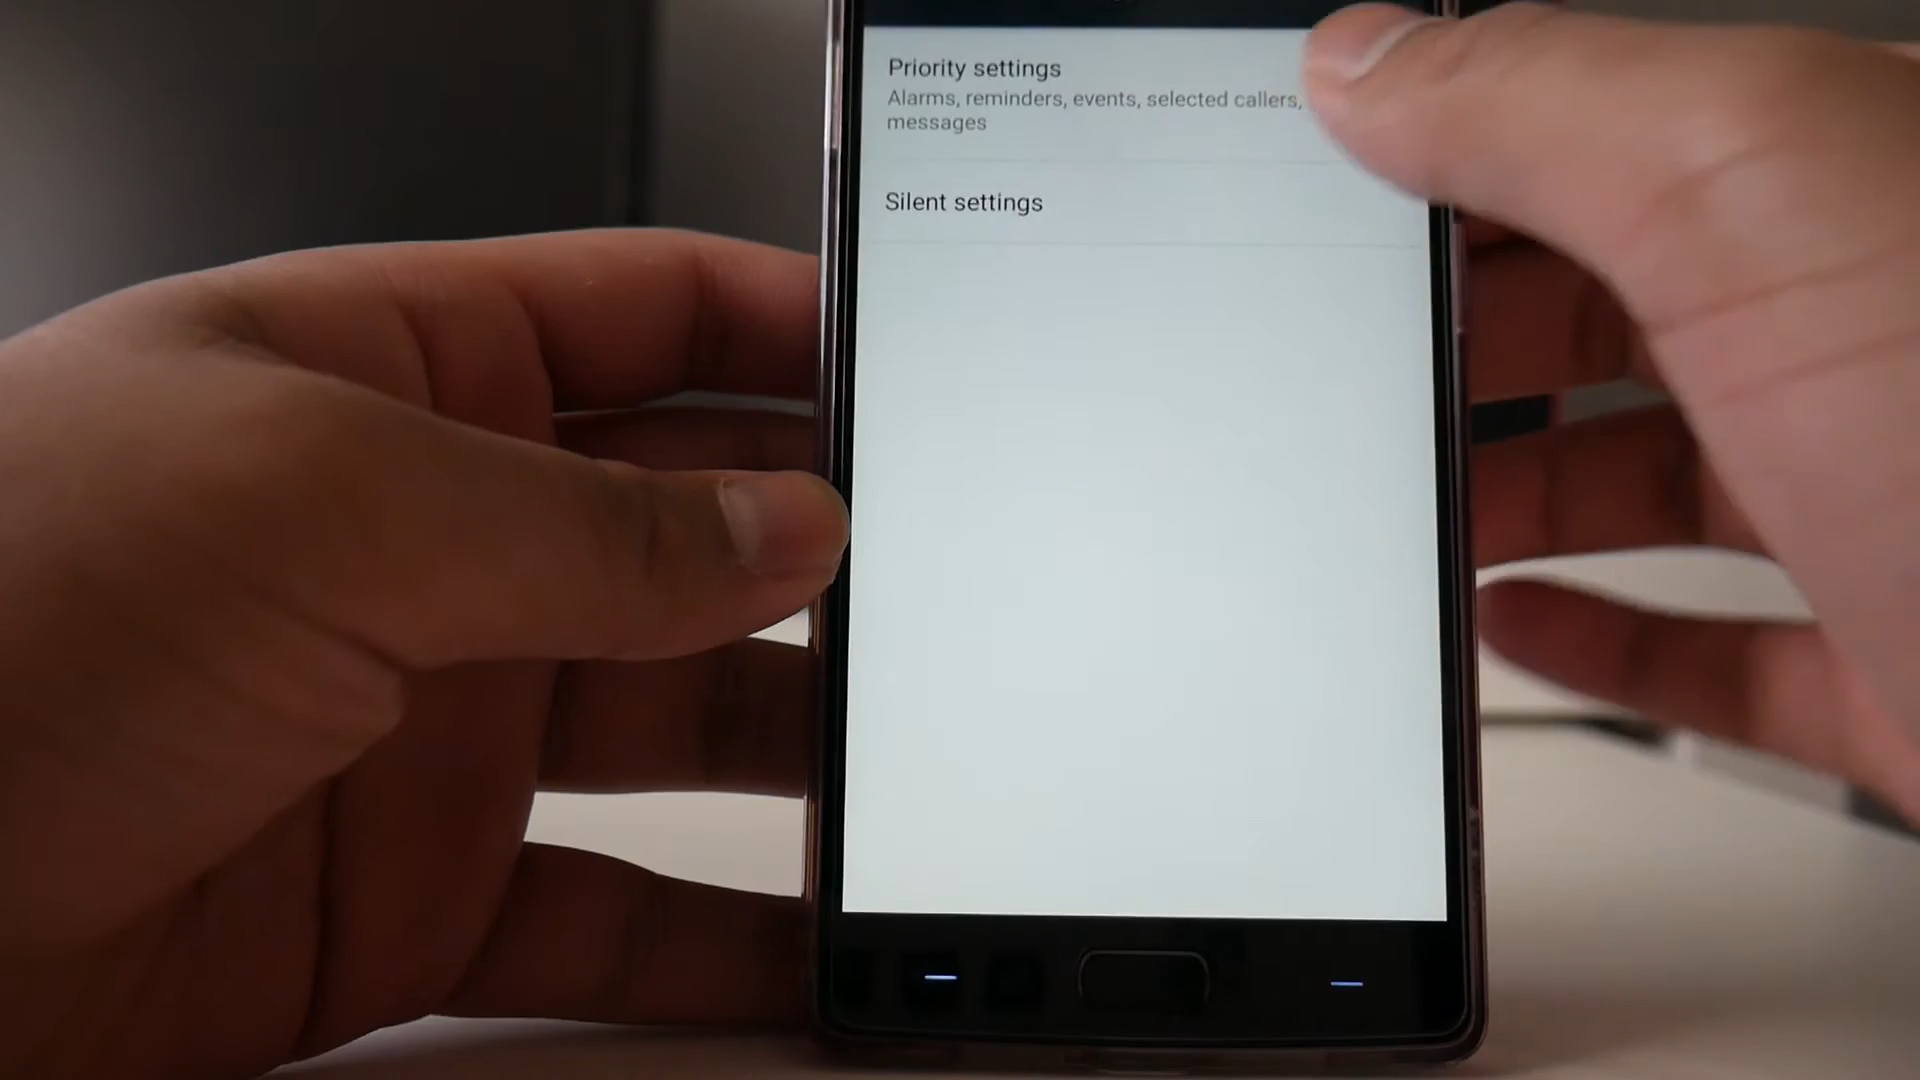 Priority settings
Alarms, reminders, events, selected callers,
messages
Silent settings